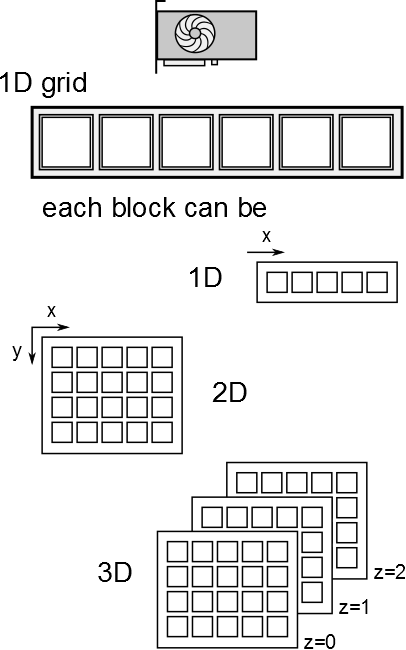 1D grid
each block can be
x
1D
x
y
2D
3D
z=2
z=1
z=0